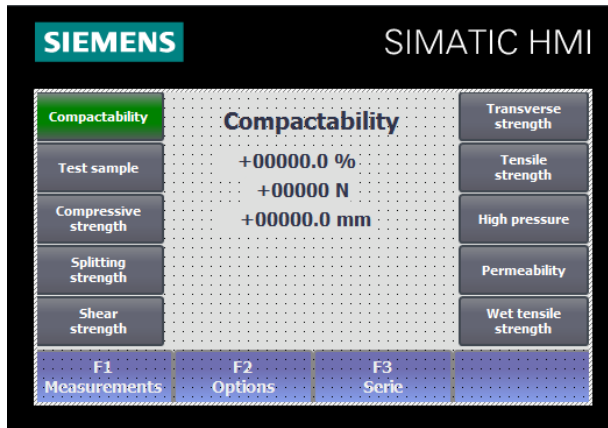 SIEMENS
SIMATIC HMI
Compactability
Test sample
Compressive
strength
Splitting
strength
Shear
strength
Compactability
+00000.0 %
+00000 N
+00000.0 mm
Transverse
strength
Tensile
strength
High pressure
Permeability
Wet tensile
strength
F1
Measurements
F2
Options
F3
Serie